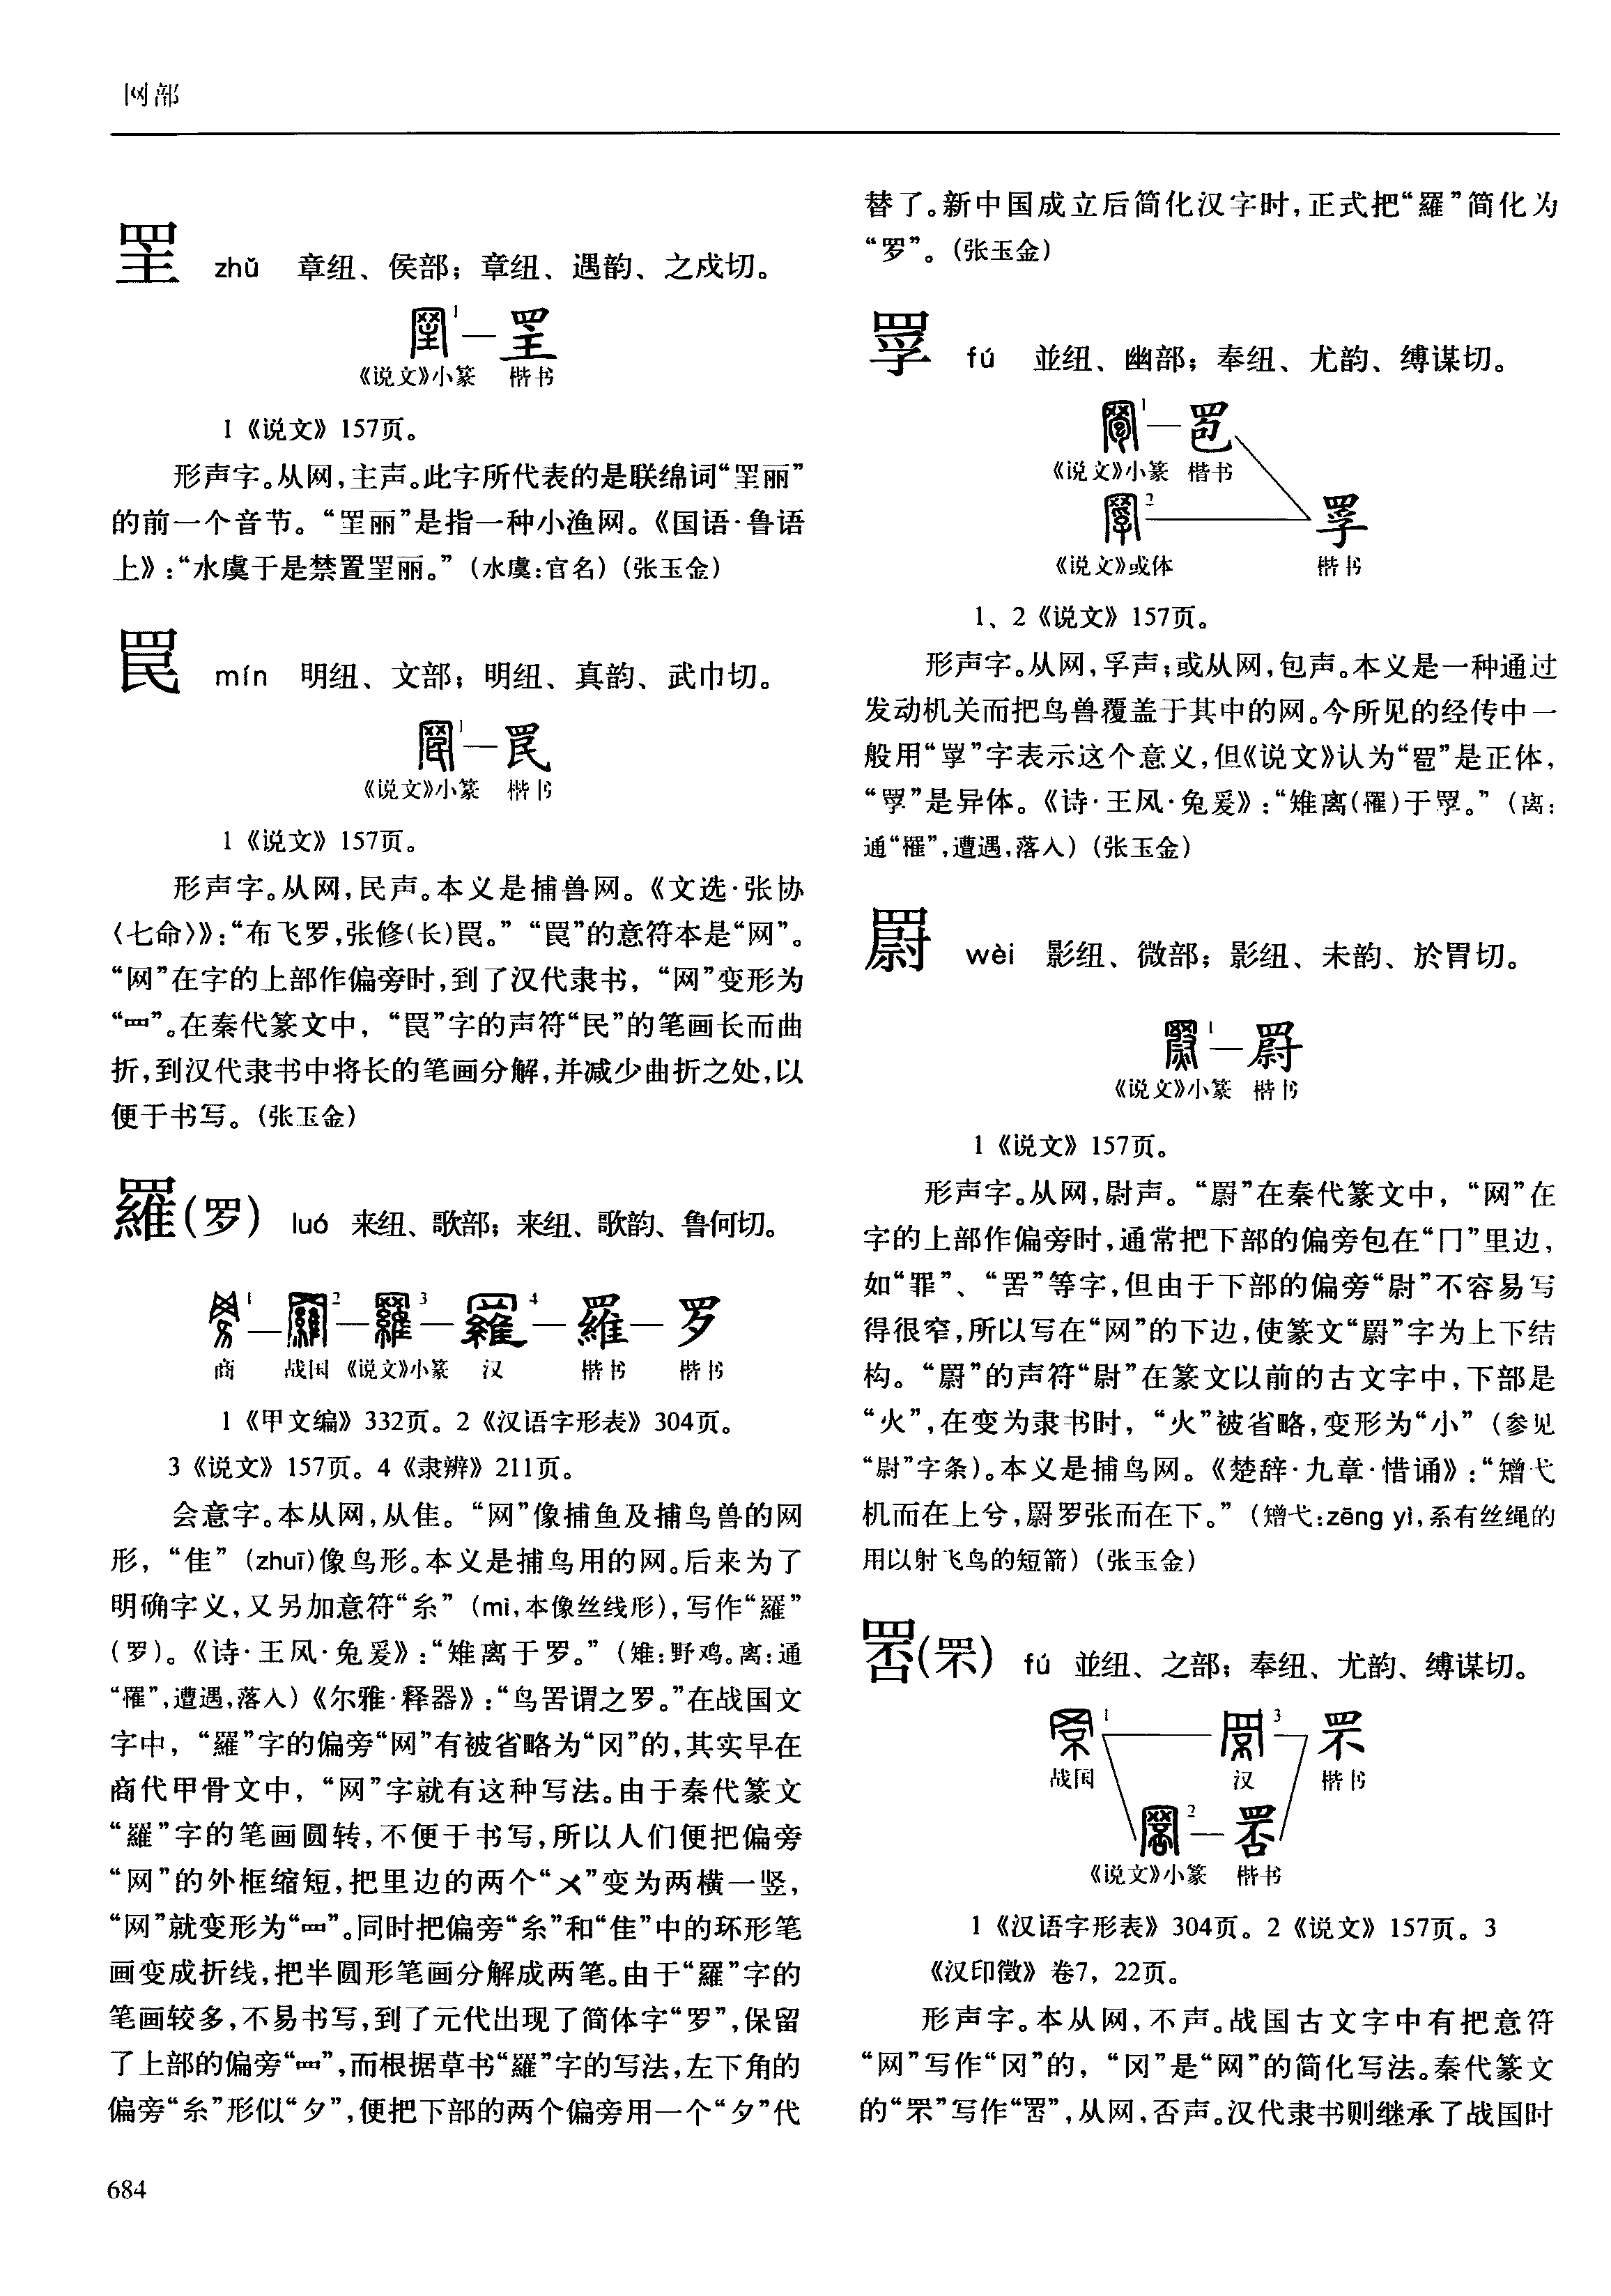 网部
罜 zhǔ 章纽、侯部；章纽、遇韵、之戍切。
1 — 罜
《说文》小篆 楷书
1《说文》157页。
形声字。从网，主声。此字所代表的是联绵词“罜丽”
的前一个音节。“罜丽”是指一种小渔网。《国语·鲁语
上》：“水虞于是禁置罜丽。”（水虞：官名）（张玉金）
罠 mín 明纽、文部；明纽、真韵、武巾切。
1 — 罠
《说文》小篆 楷书
1《说文》157页。
形声字。从网，民声。本义是捕兽网。《文选·张协
〈七命〉》：“布飞罗，张修(长)罠。”“罠”的意符本是“网”。
“网”在字的上部作偏旁时，到了汉代隶书，“网”变形为
“罒”。在秦代篆文中，“罠”字的声符“民”的笔画长而曲
折，到汉代隶书中将长的笔画分解，并减少曲折之处，以
便于书写。（张玉金）
羅(罗) luó 来纽、歌部；来纽、歌韵、鲁何切。
1 — 2 — 3 — 4 — 羅 — 罗
商 战国 《说文》小篆 汉 楷书 楷书
1《甲文编》332页。2《汉语字形表》304页。
3《说文》157页。4《隶辨》211页。
会意字。本从网，从隹。“网”像捕鱼及捕鸟兽的网
形，“隹”(zhuī)像鸟形。本义是捕鸟用的网。后来为了
明确字义，又另加意符“糸”(mì，本像丝线形)，写作“羅”
(罗)。《诗·王风·兔爰》：“雉离于罗。”（雉：野鸡。离：通
“罹”，遭遇，落入）《尔雅·释器》：“鸟罟谓之罗。”在战国文
字中，“羅”字的偏旁“网”有被省略为“冈”的，其实早在
商代甲骨文中，“网”字就有这种写法。由于秦代篆文
“羅”字的笔画圆转，不便于书写，所以人们便把偏旁
“网”的外框缩短，把里边的两个“㐅”变为两横一竖，
“网”就变形为“罒”。同时把偏旁“糸”和“隹”中的环形笔
画变成折线，把半圆形笔画分解成两笔。由于“羅”字的
笔画较多，不易书写，到了元代出现了简体字“罗”，保留
了上部的偏旁“罒”，而根据草书“羅”字的写法，左下角的
偏旁“糸”形似“夕”，便把下部的两个偏旁用一个“夕”代
替了。新中国成立后简化汉字时，正式把“羅”简化为
“罗”。（张玉金）
罦 fú 並纽、幽部；奉纽、尤韵、缚谋切。
1 — 䍖
《说文》小篆 楷书
2 — 罦
《说文》或体 楷书
1、2《说文》157页。
形声字。从网，孚声；或从网，包声。本义是一种通过
发动机关而把鸟兽覆盖于其中的网。今所见的经传中一
般用“罦”字表示这个意义，但《说文》认为“䍖”是正体，
“罦”是异体。《诗·王风·兔爰》：“雉离(罹)于罦。”（离：
通“罹”，遭遇，落入）（张玉金）
罻 wèi 影纽、微部；影纽、未韵、於胃切。
1 — 罻
《说文》小篆 楷书
1《说文》157页。
形声字。从网，尉声。“罻”在秦代篆文中，“网”在
字的上部作偏旁时，通常把下部的偏旁包在“冂”里边，
如“罪”、“罟”等字，但由于下部的偏旁“尉”不容易写
得很窄，所以写在“网”的下边，使篆文“罻”字为上下结
构。“罻”的声符“尉”在篆文以前的古文字中，下部是
“火”，在变为隶书时，“火”被省略，变形为“小”（参见
“尉”字条）。本义是捕鸟网。《楚辞·九章·惜诵》：“矰弋
机而在上兮，罻罗张而在下。”（矰弋：zēng yì，系有丝绳的
用以射飞鸟的短箭）（张玉金）
䍏(罘) fú 並纽、之部；奉纽、尤韵、缚谋切。
1 — 3 — 罘
战国 汉 楷书
2 — 䍏
《说文》小篆 楷书
1《汉语字形表》304页。2《说文》157页。3
《汉印徵》卷7，22页。
形声字。本从网，不声。战国古文字中有把意符
“网”写作“冈”的，“冈”是“网”的简化写法。秦代篆文
的“罘”写作“䍏”，从网，否声。汉代隶书则继承了战国时
684